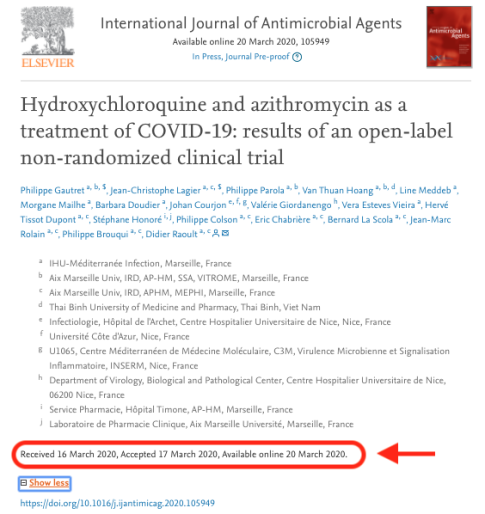 International Journal of Antimicrobial Agents
Available online 20 March 2020, 105949
In Press, Journal Pre-proof ?
ELSEVIER
Antimicrobial
Agents
Hydroxychloroquine and azithromycin as a
treatment of COVID-19: results of an open-label
non-randomized clinical trial
Philippe Gautret a, b, $, Jean-Christophe Lagier a, c, $, Philippe Parola a, b, Van Thuan Hoang a, b, d, Line Meddeb a,
Morgane Mailhe a, Barbara Doudier a, Johan Courjon e, f, g, Valérie Giordanengo h, Vera Esteves Vieira a, Hervé
Tissot Dupont a, c, Stéphane Honoré i, j, Philippe Colson a, c, Eric Chabrière a, c, Bernard La Scola a, c, Jean-Marc
Rolain a, c, Philippe Brouqui a, c, Didier Raoult a, c
a IHU-Méditerranée Infection, Marseille, France
b Aix Marseille Univ, IRD, AP-HM, SSA, VITROME, Marseille, France
c Aix Marseille Univ, IRD, APHM, MEPHI, Marseille, France
d Thai Binh University of Medicine and Pharmacy, Thai Binh, Viet Nam
e Infectiologie, Hôpital de l'Archet, Centre Hospitalier Universitaire de Nice, Nice, France
f Université Côte d'Azur, Nice, France
g U1065, Centre Méditerranéen de Médecine Moléculaire, C3M, Virulence Microbienne et Signalisation
Inflammatoire, INSERM, Nice, France
h Department of Virology, Biological and Pathological Center, Centre Hospitalier Universitaire de Nice,
06200 Nice, France
i Service Pharmacie, Hôpital Timone, AP-HM, Marseille, France
j Laboratoire de Pharmacie Clinique, Aix Marseille Université, Marseille, France
Received 16 March 2020, Accepted 17 March 2020, Available online 20 March 2020.
Show less
https://doi.org/10.1016/j.ijantimicag.2020.105949